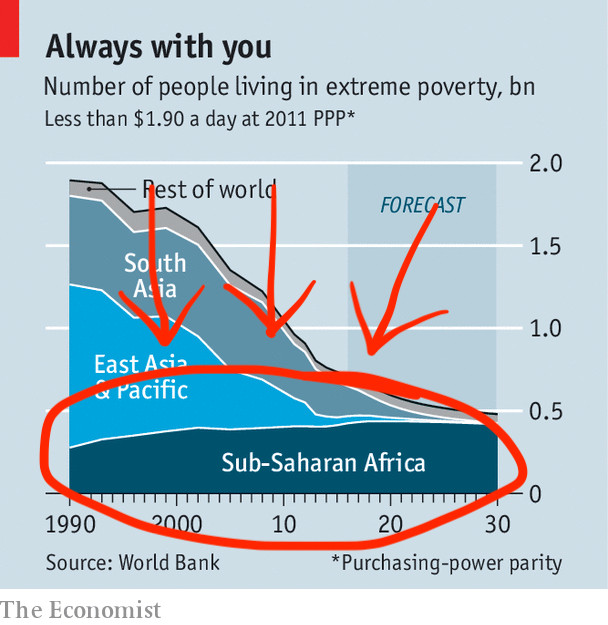 Always with you
Number of people living in extreme poverty, bn
Less than $1.90 a day at 2011 PPP*
2.0
Rest of world
FORECAST
1.5
South
Asia
1.0
East Asia
& Pacific
0.5
Sub-Saharan Africa
0
1990 2000 10 20 30
Source: World Bank *Purchasing-power parity
The Economist